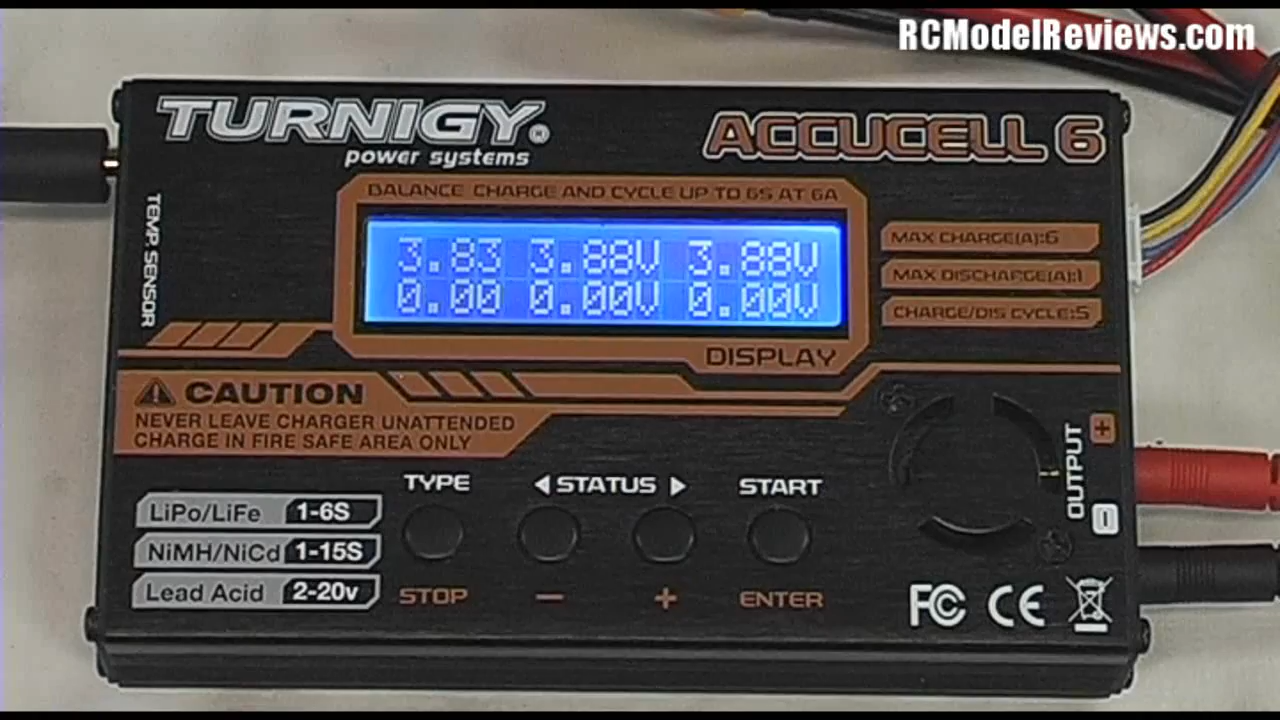 RCModelReviews.com
TURNIGY®
power systems
ACCUCELL 6
BALANCE CHARGE AND CYCLE UP TO 6S AT 6A
TEMP. SENSOR
3.83 3.88V 3.88V
0.00 0.00V 0.00V
MAX CHARGE(A):6
MAX DISCHARGE(A):1
CHARGE/DIS CYCLE:5
DISPLAY
CAUTION
NEVER LEAVE CHARGER UNATTENDED
CHARGE IN FIRE SAFE AREA ONLY
OUTPUT
+
−
TYPE ◀ STATUS ▶ START
LiPo/LiFe 1-6S
NiMH/NiCd 1-15S
Lead Acid 2-20v
STOP − + ENTER
FC CE